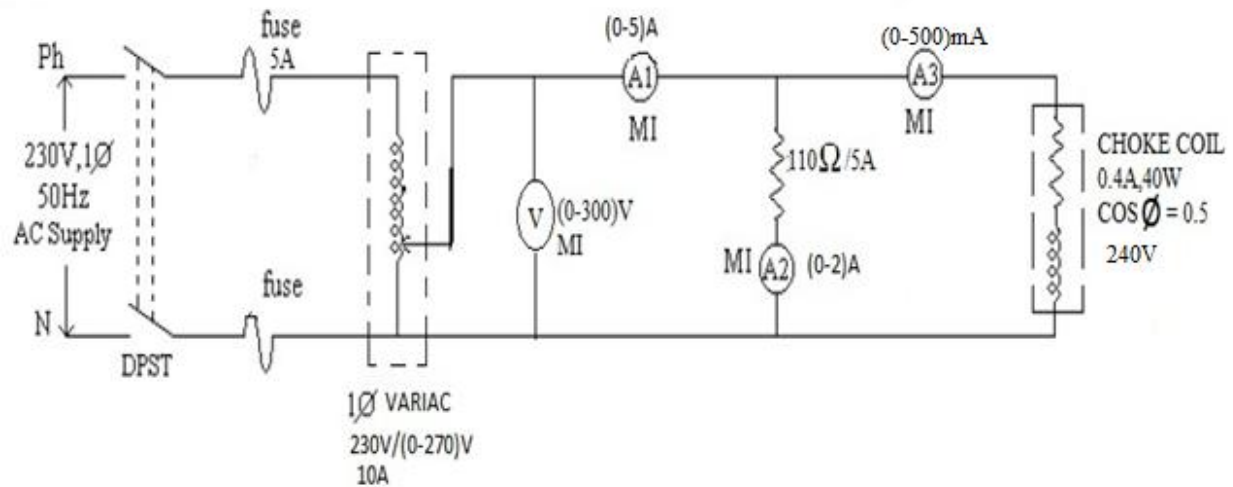 Ph
fuse
5A
(0-5)A
(0-500)mA
A1
A3
MI
MI
230V,1Ø
50Hz
AC Supply
110Ω/5A
V
(0-300)V
MI
CHOKE COIL
0.4A,40W
COS Ø = 0.5
240V
MI
A2
(0-2)A
fuse
N
DPST
1Ø VARIAC
230V/(0-270)V
10A